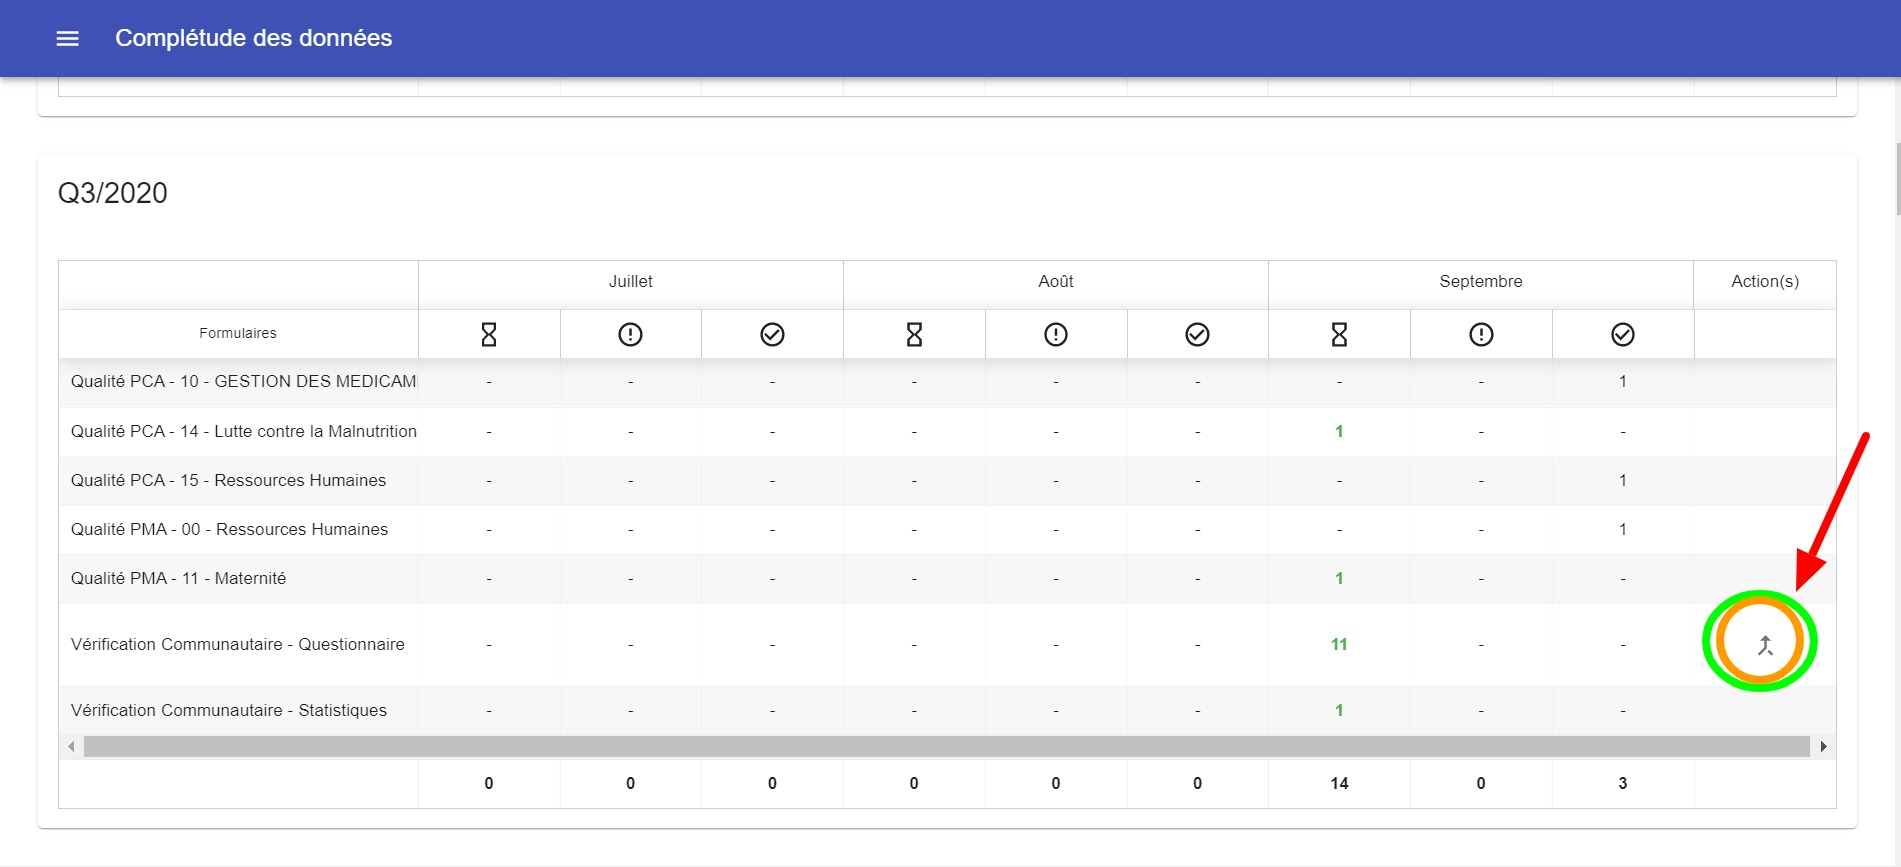 Complétude des données
Q3/2020
Juillet Août Septembre Action(s)
Formulaires
Qualité PCA - 10 - GESTION DES MEDICAM - - - - - - - - 1
Qualité PCA - 14 - Lutte contre la Malnutrition - - - - - - 1 - -
Qualité PCA - 15 - Ressources Humaines - - - - - - - - 1
Qualité PMA - 00 - Ressources Humaines - - - - - - - - 1
Qualité PMA - 11 - Maternité - - - - - - 1 - -
Vérification Communautaire - Questionnaire - - - - - - 11 - -
Vérification Communautaire - Statistiques - - - - - - 1 - -
0 0 0 0 0 0 14 0 3